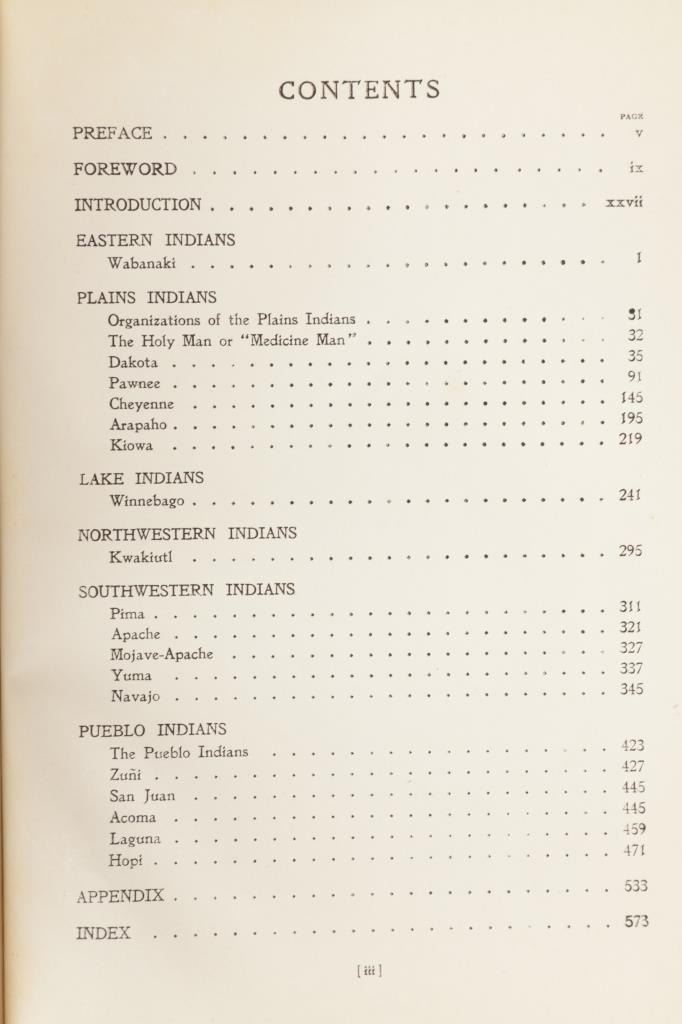 CONTENTS
PAGE
PREFACE . . . . . . . . . . . . . . . . . . . . . . . v
FOREWORD . . . . . . . . . . . . . . . . . . . . . . ix
INTRODUCTION . . . . . . . . . . . . . . . . . . . . xxvii
EASTERN INDIANS
Wabanaki . . . . . . . . . . . . . . . . . . . . . . 1
PLAINS INDIANS
Organizations of the Plains Indians . . . . . . . . . . . . . 31
The Holy Man or "Medicine Man" . . . . . . . . . . . . . 32
Dakota . . . . . . . . . . . . . . . . . . . . . . . 35
Pawnee . . . . . . . . . . . . . . . . . . . . . . . 91
Cheyenne . . . . . . . . . . . . . . . . . . . . . . 145
Arapaho . . . . . . . . . . . . . . . . . . . . . . . 195
Kiowa . . . . . . . . . . . . . . . . . . . . . . . 219
LAKE INDIANS
Winnebago . . . . . . . . . . . . . . . . . . . . . . 241
NORTHWESTERN INDIANS
Kwakiutl . . . . . . . . . . . . . . . . . . . . . . 295
SOUTHWESTERN INDIANS
Pima . . . . . . . . . . . . . . . . . . . . . . . . 311
Apache . . . . . . . . . . . . . . . . . . . . . . . 321
Mojave-Apache . . . . . . . . . . . . . . . . . . . . 327
Yuma . . . . . . . . . . . . . . . . . . . . . . . 337
Navajo . . . . . . . . . . . . . . . . . . . . . . . 345
PUEBLO INDIANS
The Pueblo Indians . . . . . . . . . . . . . . . . . . 423
Zuñi . . . . . . . . . . . . . . . . . . . . . . . . 427
San Juan . . . . . . . . . . . . . . . . . . . . . . 445
Acoma . . . . . . . . . . . . . . . . . . . . . . . 445
Laguna . . . . . . . . . . . . . . . . . . . . . . . 459
Hopi . . . . . . . . . . . . . . . . . . . . . . . . 471
APPENDIX . . . . . . . . . . . . . . . . . . . . . . . 533
INDEX . . . . . . . . . . . . . . . . . . . . . . . . 573
[ iii ]